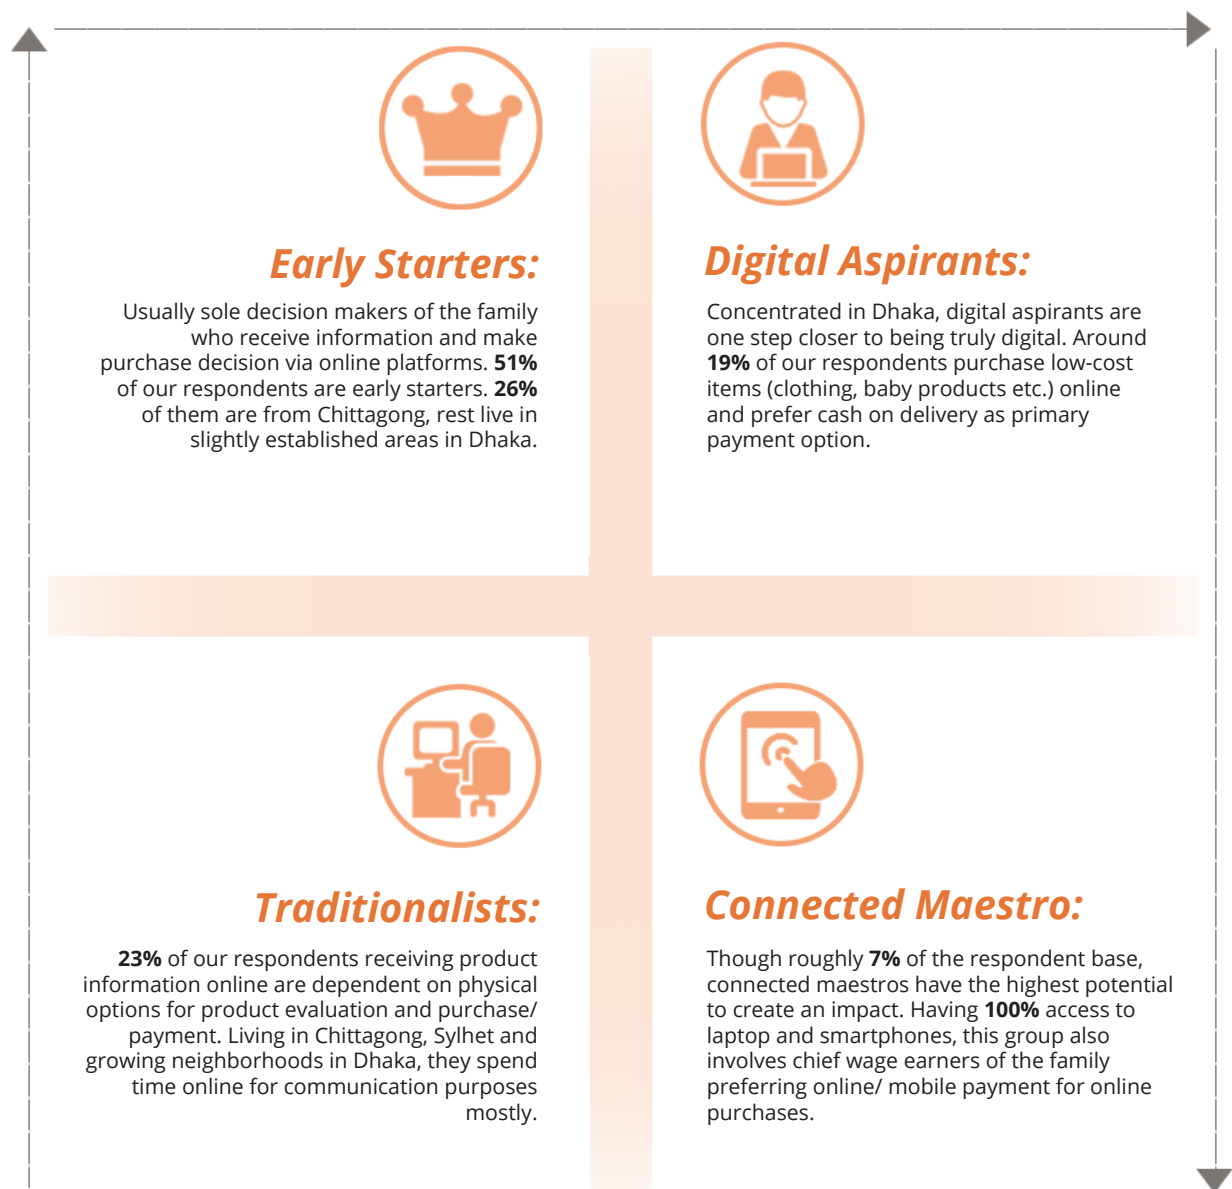 Early Starters:
Usually sole decision makers of the family
who receive information and make
purchase decision via online platforms. 51%
of our respondents are early starters. 26%
of them are from Chittagong, rest live in
slightly established areas in Dhaka.
Digital Aspirants:
Concentrated in Dhaka, digital aspirants are
one step closer to being truly digital. Around
19% of our respondents purchase low-cost
items (clothing, baby products etc.) online
and prefer cash on delivery as primary
payment option.
Traditionalists:
23% of our respondents receiving product
information online are dependent on physical
options for product evaluation and purchase/
payment. Living in Chittagong, Sylhet and
growing neighborhoods in Dhaka, they spend
time online for communication purposes
mostly.
Connected Maestro:
Though roughly 7% of the respondent base,
connected maestros have the highest potential
to create an impact. Having 100% access to
laptop and smartphones, this group also
involves chief wage earners of the family
preferring online/ mobile payment for online
purchases.